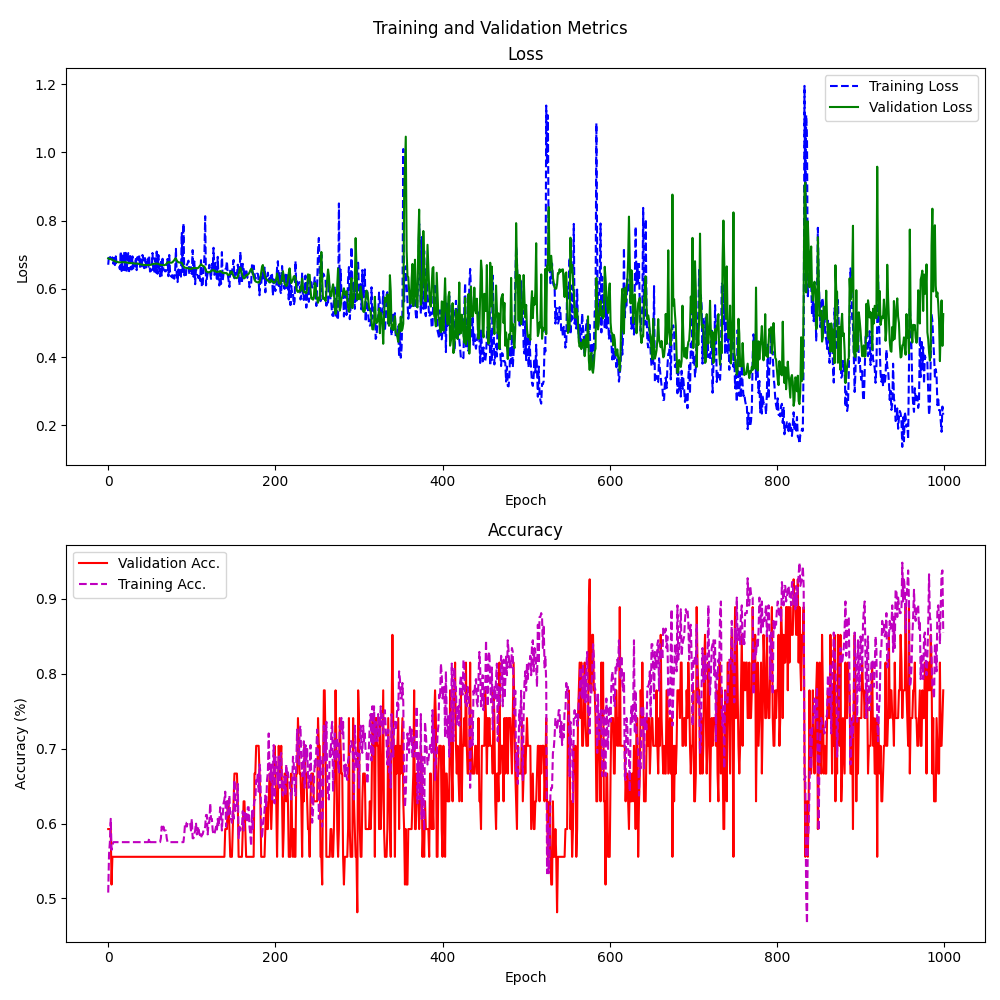 Training and Validation Metrics
Loss
Training Loss
Validation Loss
1.2
1.0
0.8
0.6
0.4
0.2
Loss
0 200 400 600 800 1000
Epoch
Accuracy
Validation Acc.
Training Acc.
0.9
0.8
0.7
0.6
0.5
Accuracy (%)
0 200 400 600 800 1000
Epoch